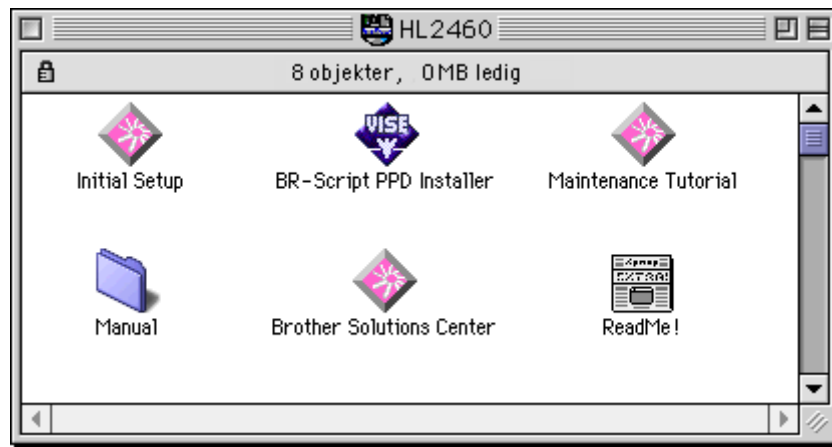 HL2460
8 objekter, 0MB ledig
VISE
Initial Setup
BR-Script PPD Installer
Maintenance Tutorial
EXTRA!
Manual
Brother Solutions Center
ReadMe!